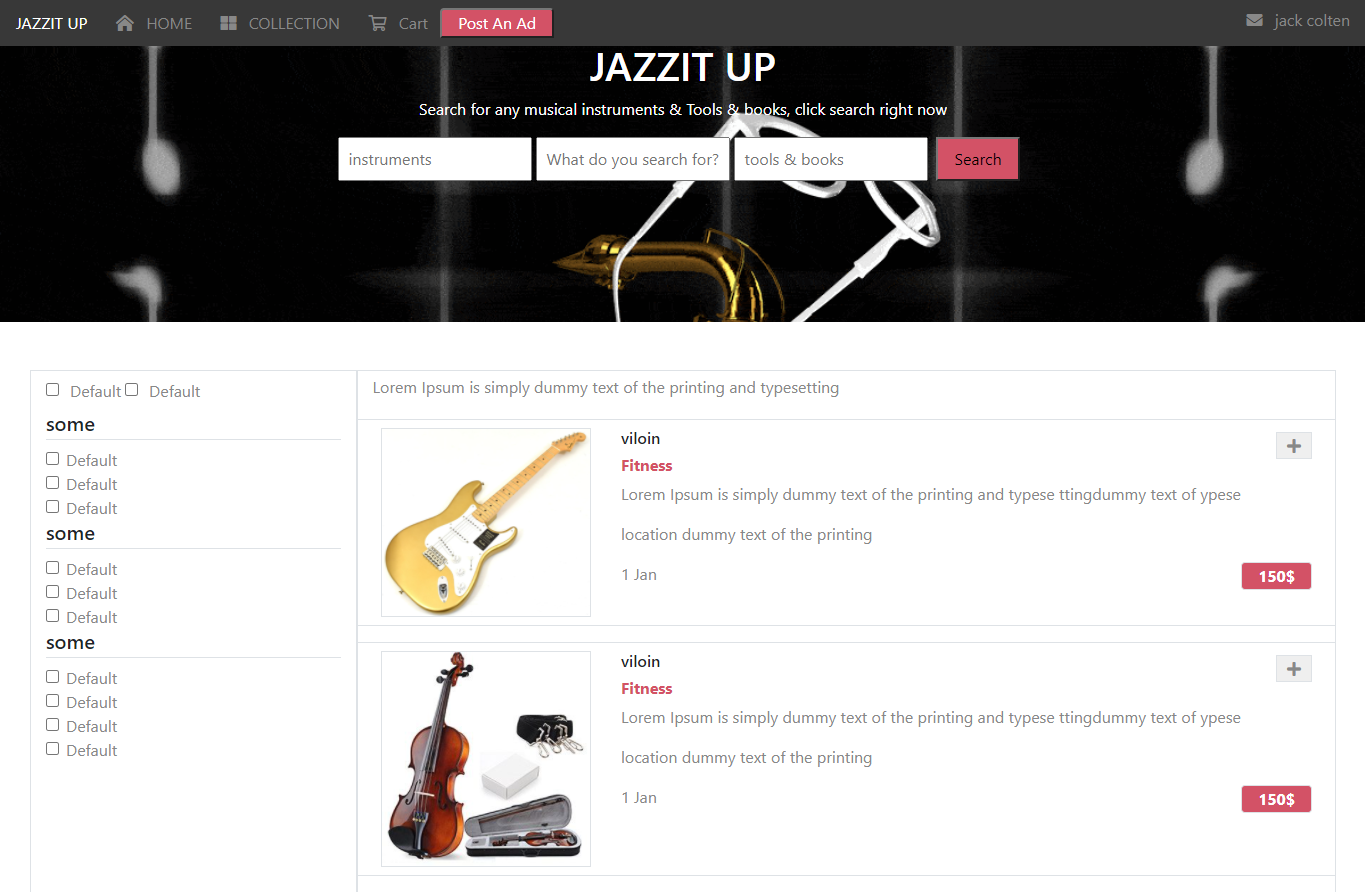 JAZZIT UP HOME COLLECTION Cart Post An Ad jack colten
JAZZIT UP
Search for any musical instruments & Tools & books, click search right now
instruments What do you search for? tools & books Search
Default Default
some
Default
Default
Default
some
Default
Default
Default
some
Default
Default
Default
Default
Lorem Ipsum is simply dummy text of the printing and typesetting
viloin
Fitness
Lorem Ipsum is simply dummy text of the printing and typese ttingdummy text of ypese
location dummy text of the printing
1 Jan
150$
viloin
Fitness
Lorem Ipsum is simply dummy text of the printing and typese ttingdummy text of ypese
location dummy text of the printing
1 Jan
150$